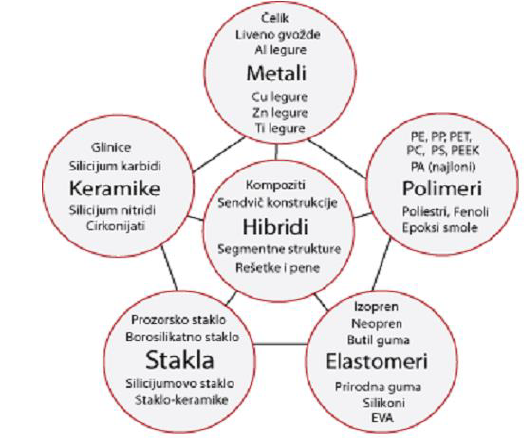 Čelik
Liveno gvožde
Al legure
Metali
Cu legure
Zn legure
Ti legure
Glinice
Silicijum karbidi
Keramike
Silicijum nitridi
Cirkonijati
PE, PP, PET,
PC, PS, PEEK
PA (najloni)
Polimeri
Poliestri, Fenoli
Epoksi smole
Kompoziti
Sendvič konstrukcije
Hibridi
Segmentne strukture
Rešetke i pene
Prozorsko staklo
Borosilikatno staklo
Stakla
Silicijumovo staklo
Staklo-keramike
Izopren
Neopren
Butil guma
Elastomeri
Prirodna guma
Silikoni
EVA